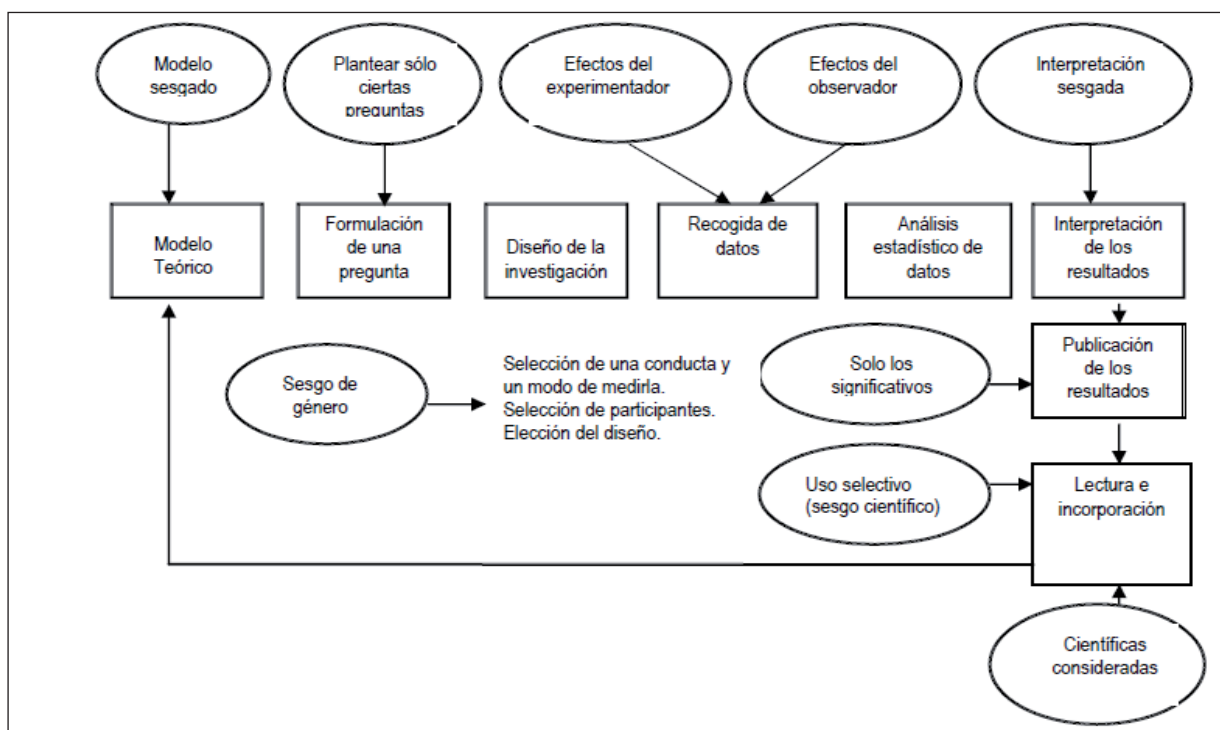 Modelo
sesgado
Plantear sólo
ciertas
preguntas
Efectos del
experimentador
Efectos del
observador
Interpretación
sesgada
Modelo
Teórico
Formulación
de una
pregunta
Diseño de la
investigación
Recogida de
datos
Análisis
estadístico de
datos
Interpretación
de los
resultados
Sesgo de
género
Selección de una conducta y
un modo de medirla.
Selección de participantes.
Elección del diseño.
Solo los
significativos
Publicación
de los
resultados
Uso selectivo
(sesgo científico)
Lectura e
incorporación
Científicas
consideradas